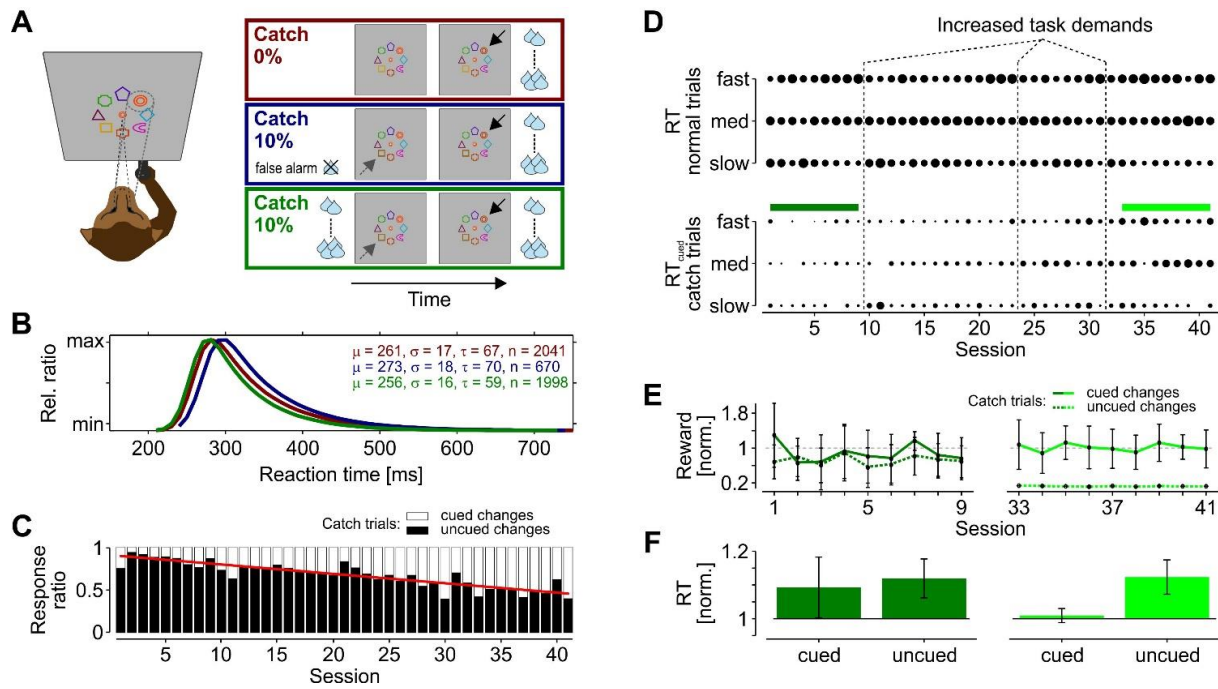 A
Catch
0%
Catch
10%
false alarm
Catch
10%
Time
B
Rel. ratio
max
min
μ = 261, σ = 17, τ = 67, n = 2041
μ = 273, σ = 18, τ = 70, n = 670
μ = 256, σ = 16, τ = 59, n = 1998
200 300 400 500 600 700
Reaction time [ms]
C
Catch trials:
cued changes
uncued changes
Response
ratio
1
0.5
0
5 10 15 20 25 30 35 40
Session
D
Increased task demands
RT
normal trials
fast
med
slow
RT cued
catch trials
fast
med
slow
5 10 15 20 25 30 35 40
Session
E
Catch trials:
cued changes
uncued changes
Reward
[norm.]
1.8
1
0.2
1 5 9 33 37 41
Session
F
RT
[norm.]
1.2
1
cued uncued cued uncued